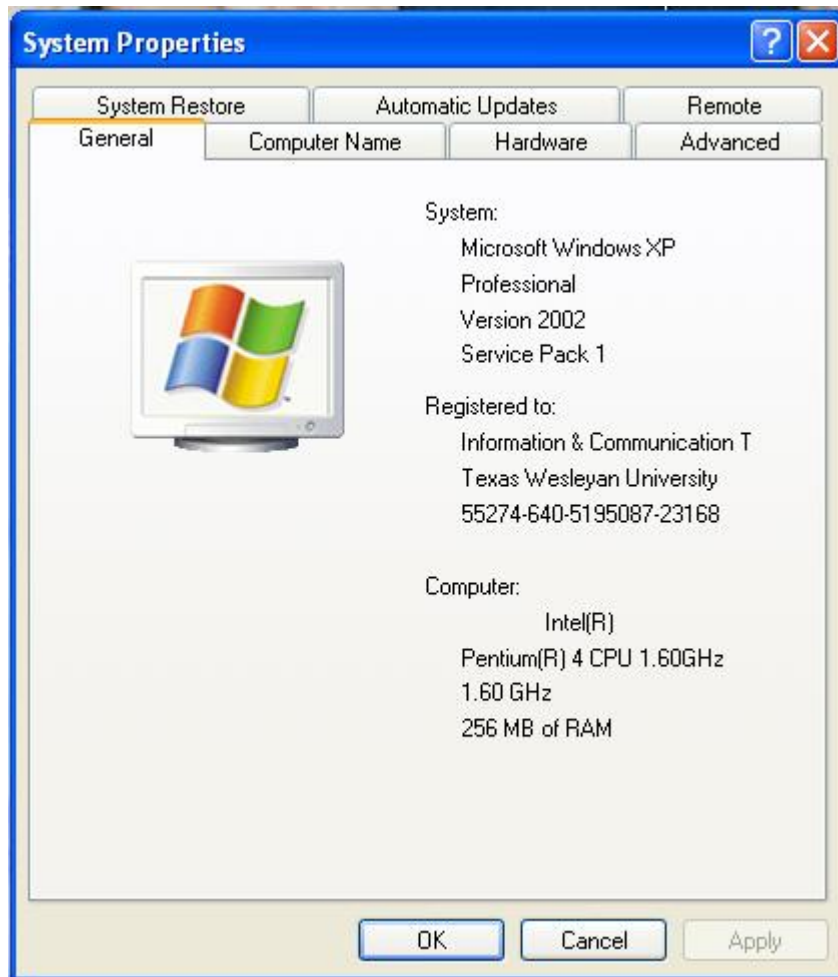 System Properties
System Restore Automatic Updates Remote
General Computer Name Hardware Advanced
System:
Microsoft Windows XP
Professional
Version 2002
Service Pack 1
Registered to:
Information & Communication T
Texas Wesleyan University
55274-640-5195087-23168
Computer:
Intel(R)
Pentium(R) 4 CPU 1.60GHz
1.60 GHz
256 MB of RAM
OK Cancel Apply